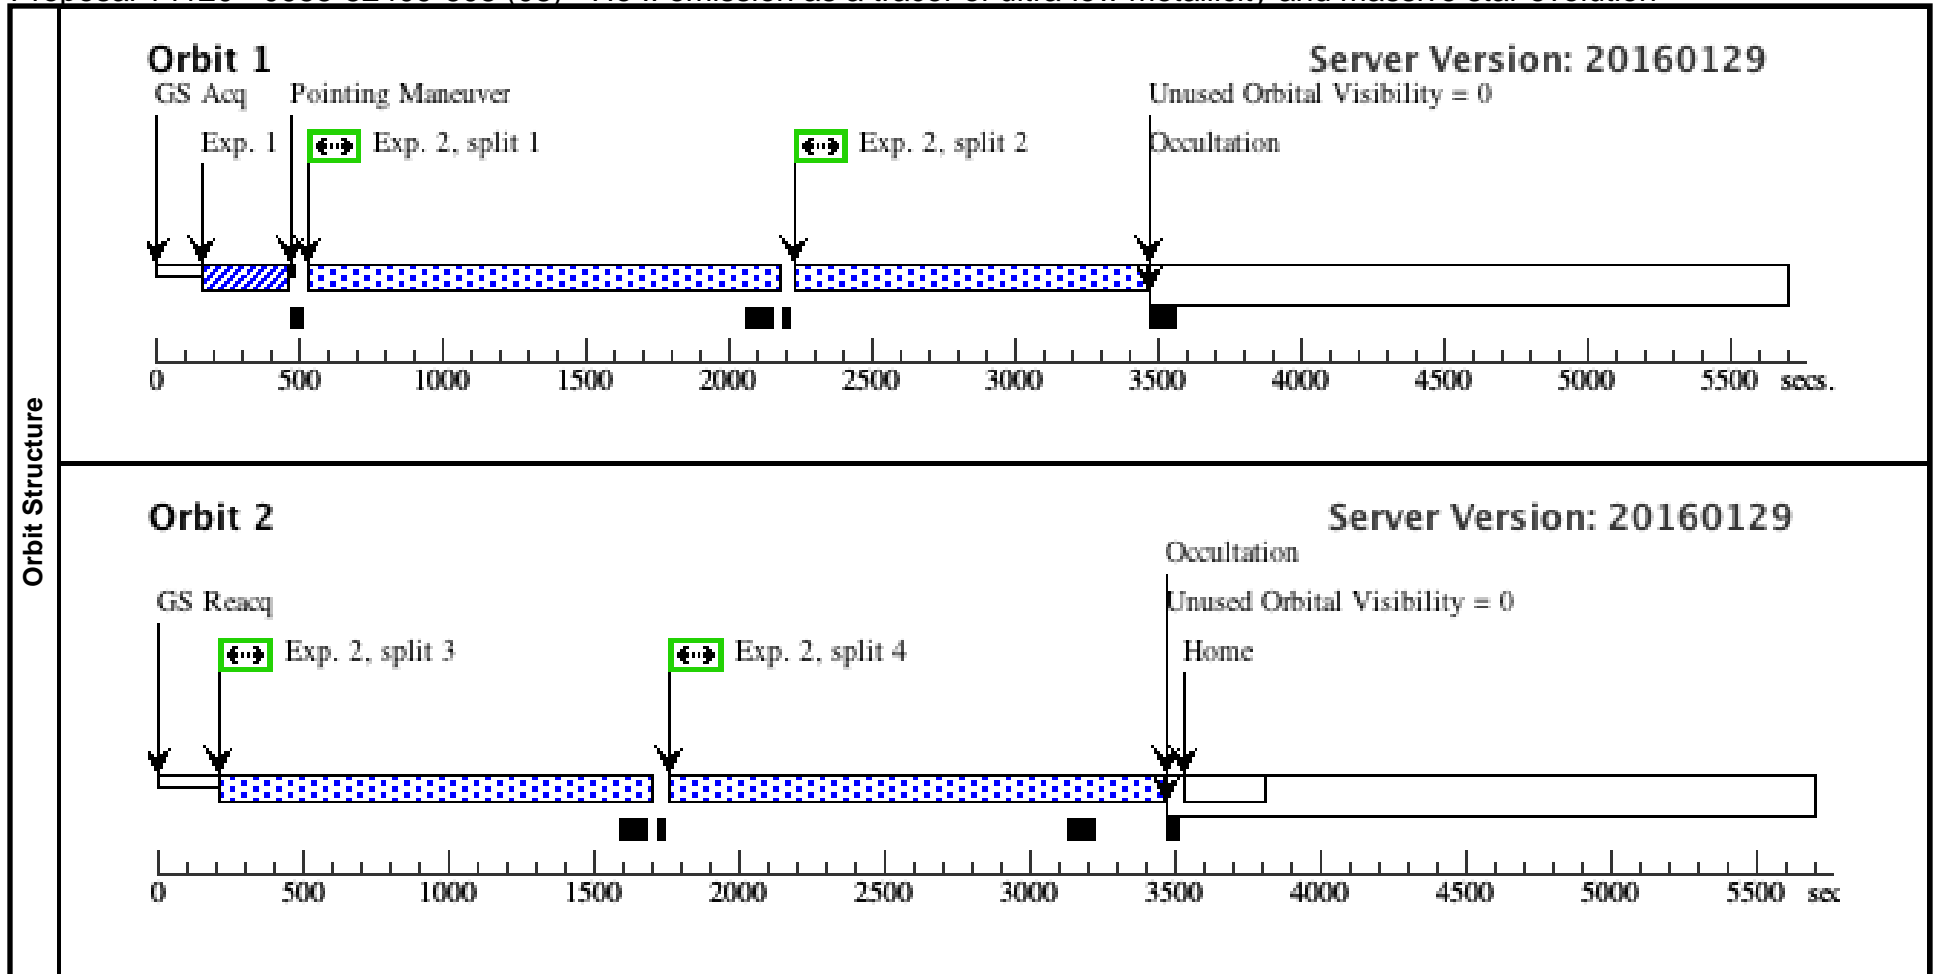 Orbit Structure
Orbit 1
Server Version: 20160129
GS Acq
Pointing Maneuver
Unused Orbital Visibility = 0
Exp. 1
Exp. 2, split 1
Exp. 2, split 2
Occultation
0 500 1000 1500 2000 2500 3000 3500 4000 4500 5000 5500 secs.
Orbit 2
Server Version: 20160129
Occultation
GS Reacq
Unused Orbital Visibility = 0
Exp. 2, split 3
Exp. 2, split 4
Home
0 500 1000 1500 2000 2500 3000 3500 4000 4500 5000 5500 sec